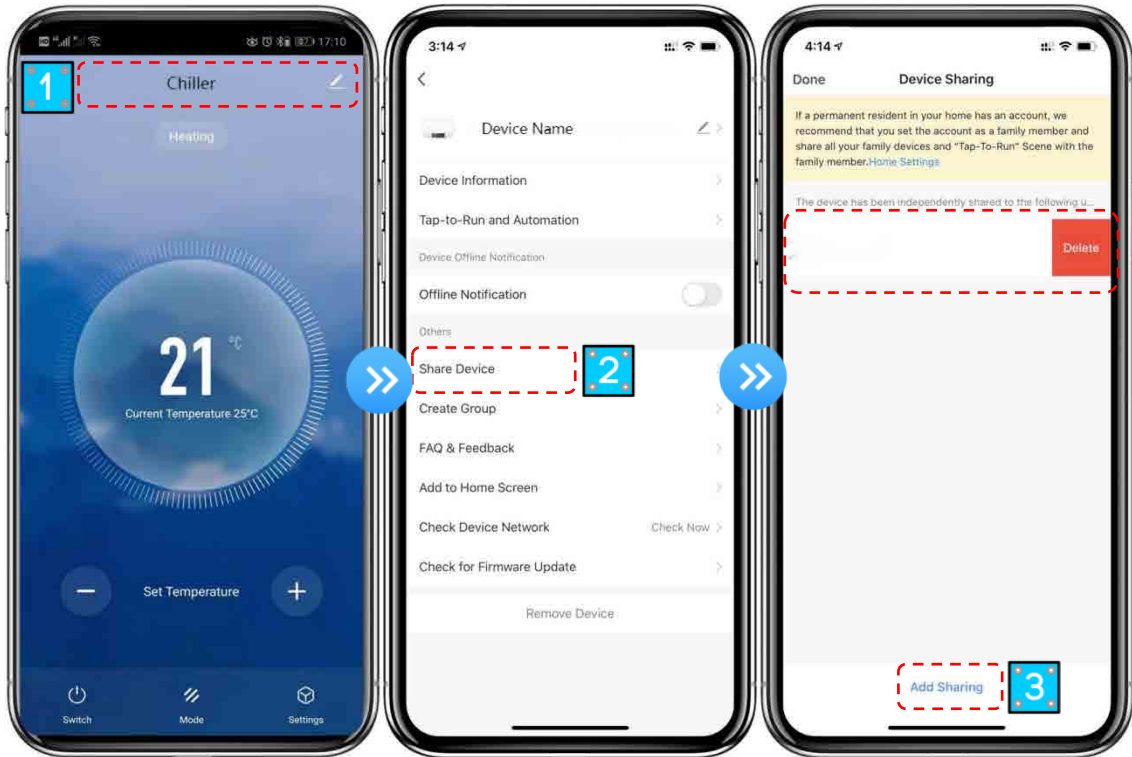 17:10
1
Chiller
Heating
21 °C
Current Temperature 25°C
Set Temperature
Switch Mode Settings
3:14
Device Name
Device Information
Tap-to-Run and Automation
Device Offline Notification
Offline Notification
Others
Share Device
2
Create Group
FAQ & Feedback
Add to Home Screen
Check Device Network Check Now
Check for Firmware Update
Remove Device
4:14
Done Device Sharing
If a permanent resident in your home has an account, we
recommend that you set the account as a family member and
share all your family devices and "Tap-To-Run" Scene with the
family member.Home Settings
The device has been independently shared to the following u...
Delete
Add Sharing
3